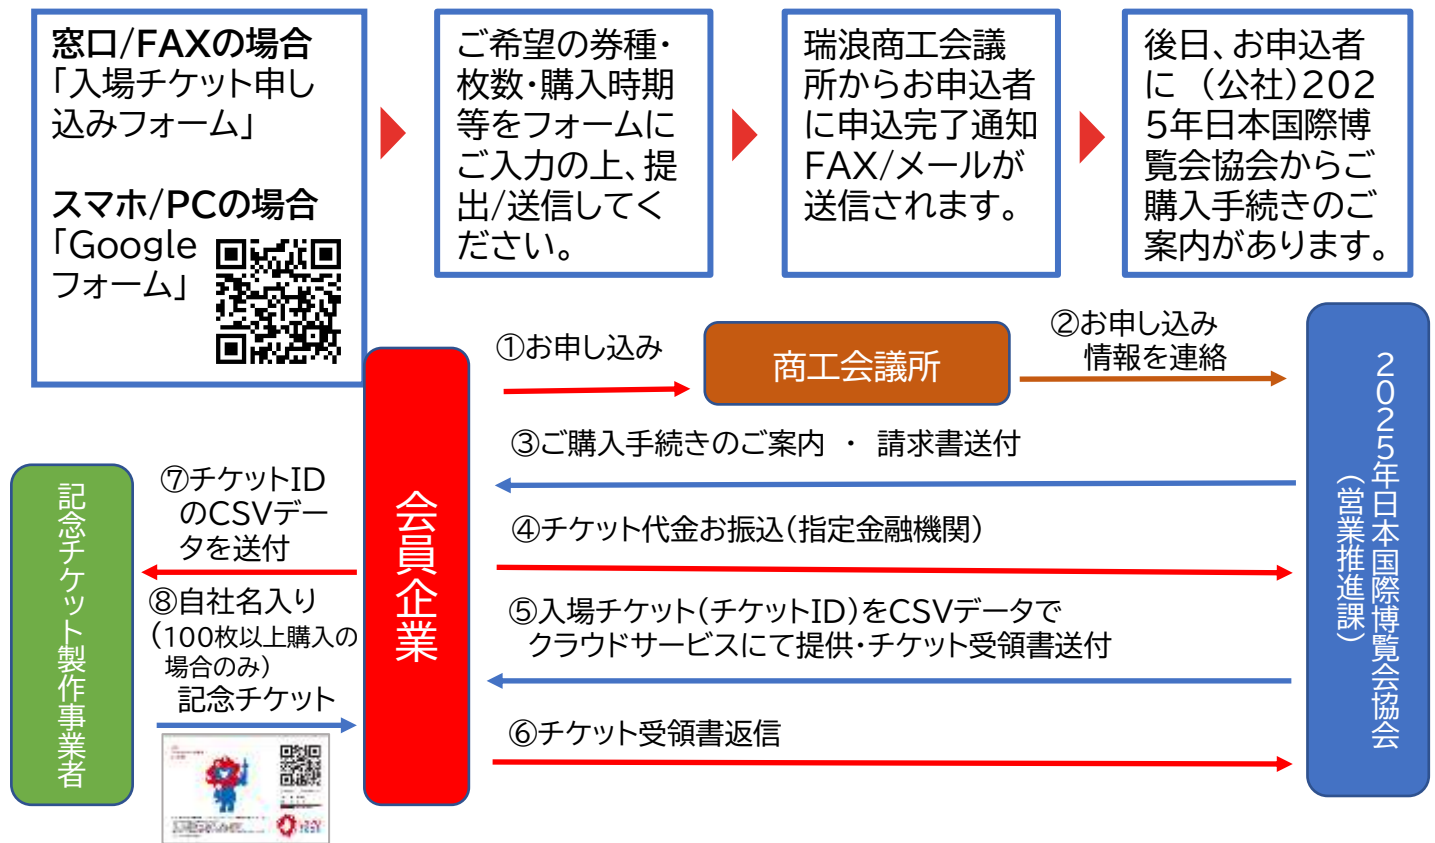 窓口/FAXの場合
「入場チケット申し
込みフォーム」
スマホ/PCの場合
「Google
フォーム」
ご希望の券種・
枚数・購入時期
等をフォームに
ご入力の上、提
出/送信してく
ださい。
瑞浪商工会議
所からお申込者
に申込完了通知
FAX/メールが
送信されます。
後日、お申込者
に （公社）202
5年日本国際博
覧会協会からご
購入手続きのご
案内があります。
①お申し込み
商工会議所
②お申し込み
情報を連絡
③ご購入手続きのご案内 ・ 請求書送付
④チケット代金お振込（指定金融機関）
⑤入場チケット（チケットID）をCSVデータで
クラウドサービスにて提供・チケット受領書送付
⑥チケット受領書返信
2025年日本国際博覧会協会
（営業推進課）
会員企業
⑦チケットID
のCSVデー
タを送付
⑧自社名入り
（100枚以上購入の
場合のみ）
記念チケット
記念チケット製作事業者